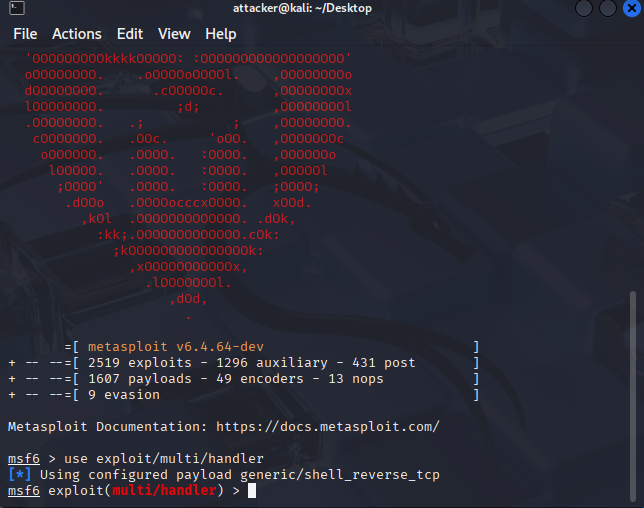 attacker@kali: ~/Desktop
File Actions Edit View Help
'OOOOOOOOOkkkkOOOOO: :OOOOOOOOOOOOOOOOOO'
oOOOOOOOO. .oOOOOoOOOOl. ,OOOOOOOOo
dOOOOOOOO. .cOOOOOc. ,OOOOOOOOx
lOOOOOOOO. ;d; ,OOOOOOOOl
.OOOOOOOO. .; ; ,OOOOOOOO.
cOOOOOOO. .OOc. 'oOO. ,OOOOOOOc
oOOOOOO. .OOOO. :OOOO. ,OOOOOOo
lOOOOO. .OOOO. :OOOO. ,OOOOOl
;OOOO' .OOOO. :OOOO. ;OOOO;
.dOOo .OOOOocccxOOOO. xOOd.
,kOl .OOOOOOOOOOOOO. .dOk,
:kk;.OOOOOOOOOOOOO.cOk:
;kOOOOOOOOOOOOOOOk:
,xOOOOOOOOOOOx,
.lOOOOOOOl.
,dOd,
.
=[ metasploit v6.4.64-dev ]
+ -- --=[ 2519 exploits - 1296 auxiliary - 431 post ]
+ -- --=[ 1607 payloads - 49 encoders - 13 nops ]
+ -- --=[ 9 evasion ]
Metasploit Documentation: https://docs.metasploit.com/
msf6 > use exploit/multi/handler
[*] Using configured payload generic/shell_reverse_tcp
msf6 exploit(multi/handler) >